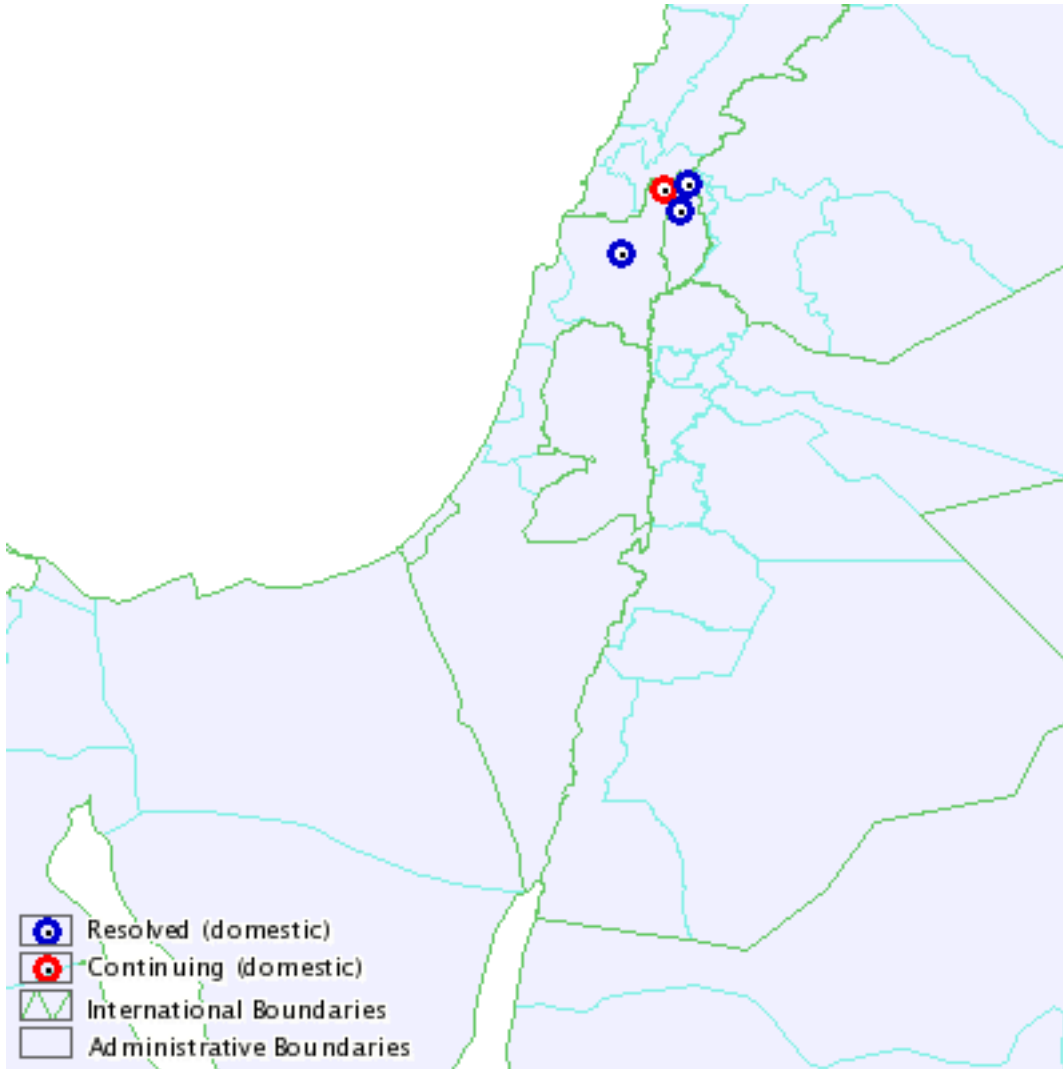 Resolved (domestic)
Continuing (domestic)
International Boundaries
Administrative Boundaries